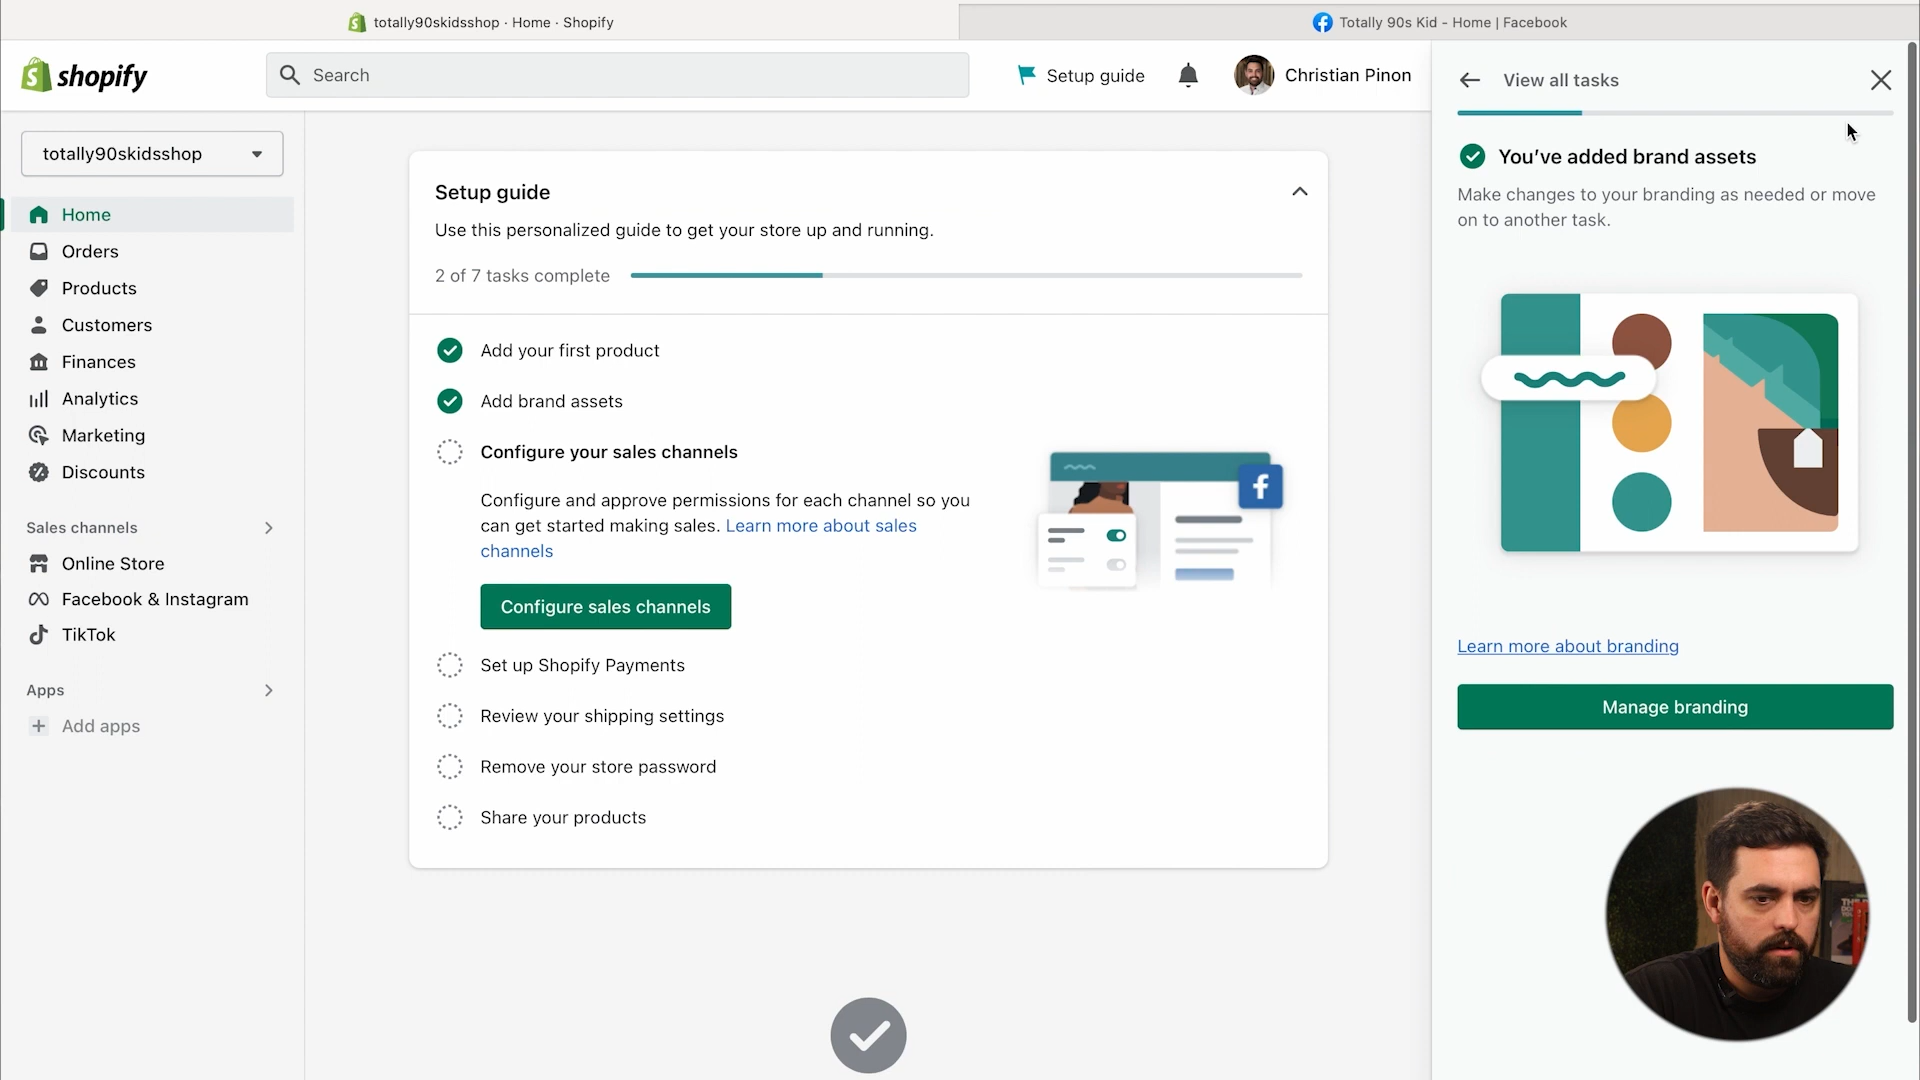 totally90skidsshop · Home · Shopify
Totally 90s Kid - Home | Facebook
shopify
Search
Setup guide
Christian Pinon
View all tasks
totally90skidsshop
Home
Orders
Products
Customers
Finances
Analytics
Marketing
Discounts
Sales channels
Online Store
Facebook & Instagram
TikTok
Apps
Add apps
Setup guide
Use this personalized guide to get your store up and running.
2 of 7 tasks complete
Add your first product
Add brand assets
Configure your sales channels
Configure and approve permissions for each channel so you
can get started making sales. Learn more about sales
channels
Configure sales channels
Set up Shopify Payments
Review your shipping settings
Remove your store password
Share your products
You've added brand assets
Make changes to your branding as needed or move
on to another task.
Learn more about branding
Manage branding